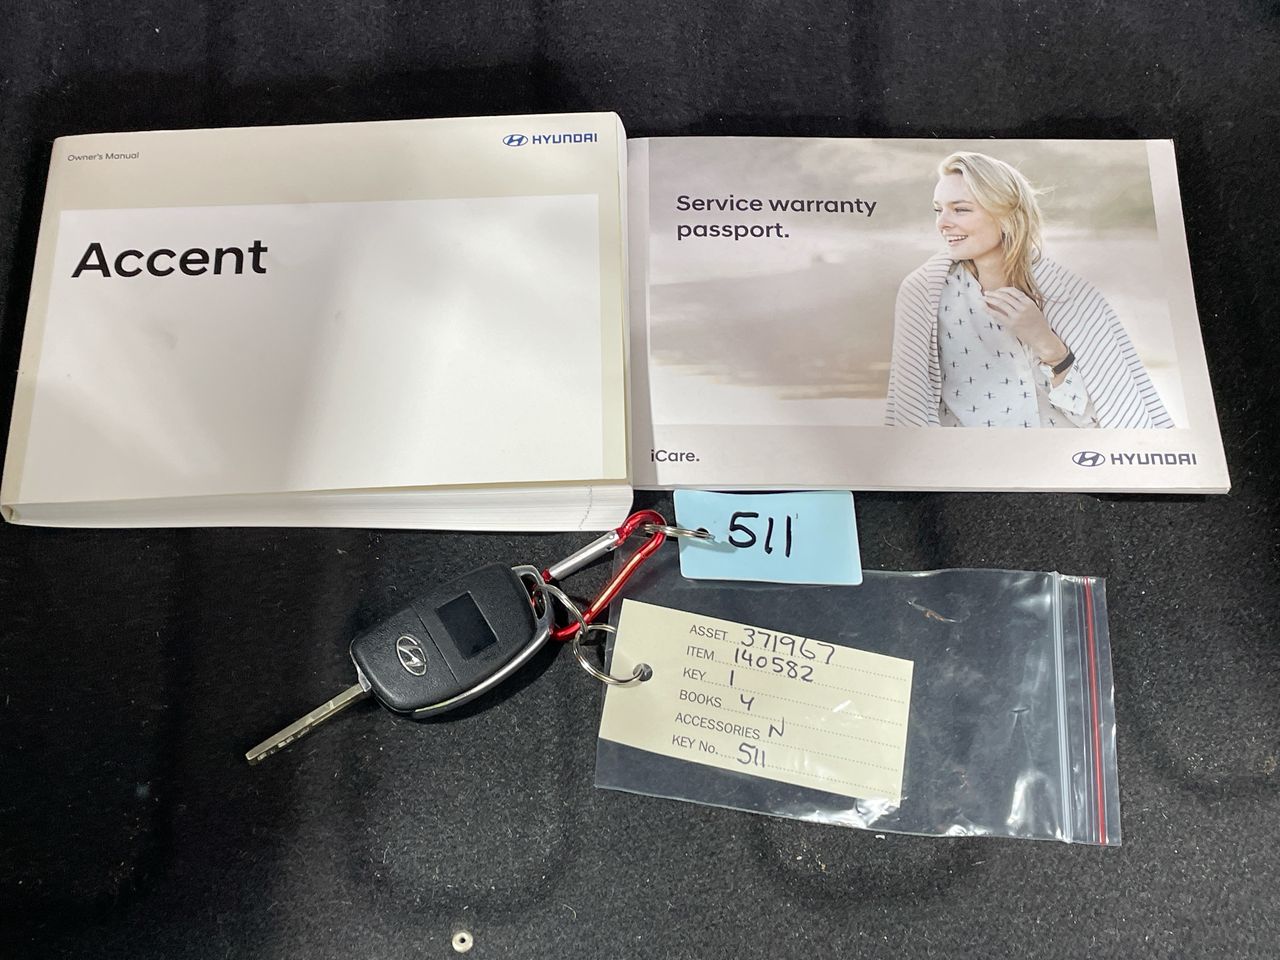 Owner's Manual
HYUNDAI
Accent
Service warranty
passport.
iCare.
HYUNDAI
511
ASSET 371967
ITEM 140582
KEY 1
BOOKS 4
ACCESSORIES N
KEY No. 511